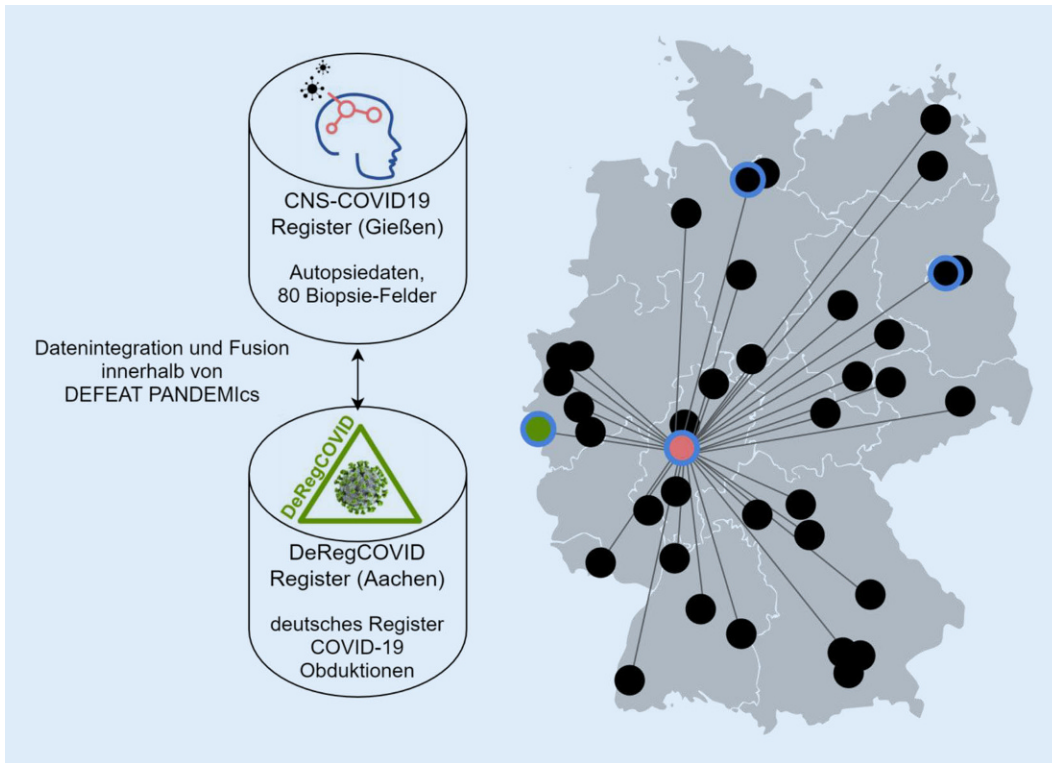 CNS-COVID19
Register (Gießen)
Autopsiedaten,
80 Biopsie-Felder
Datenintegration und Fusion
innerhalb von
DEFEAT PANDEMIcs
DeRegCOVID
DeRegCOVID
Register (Aachen)
deutsches Register
COVID-19
Obduktionen